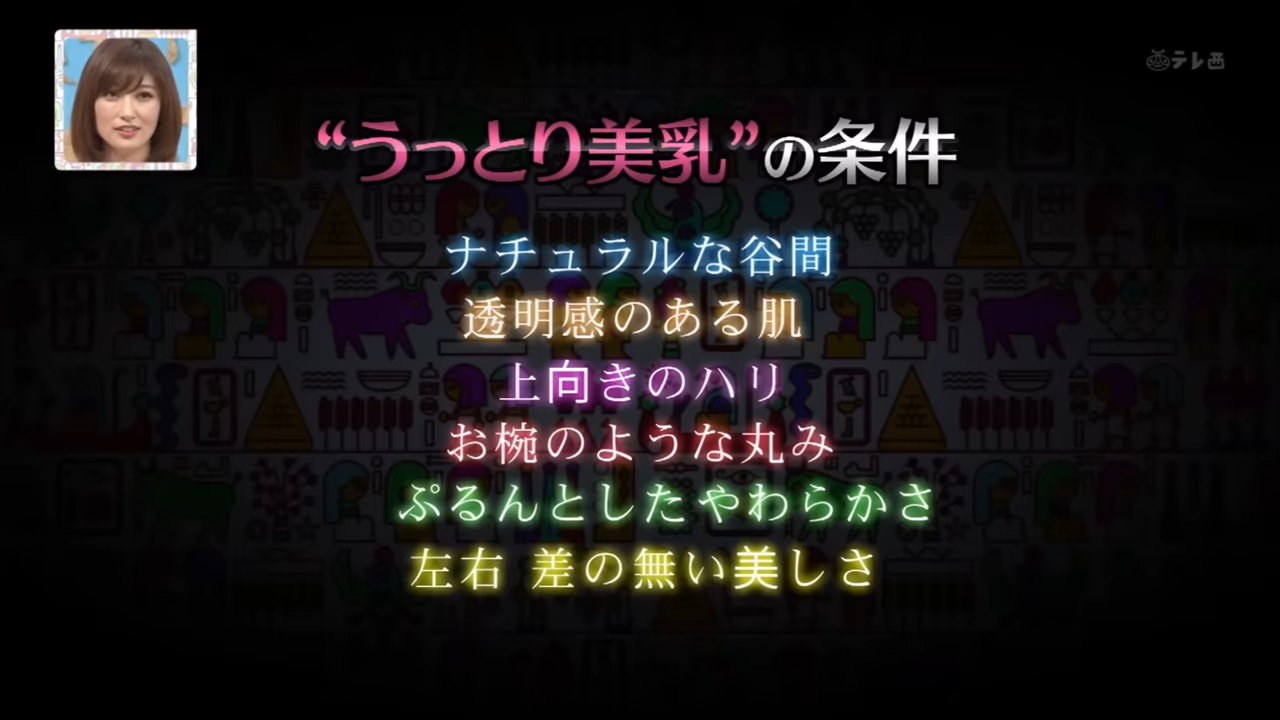 テレ西
“うっとり美乳”の条件
ナチュラルな谷間
透明感のある肌
上向きのハリ
お椀のような丸み
ぷるんとした やわらかさ
左右 差の無い美しさ